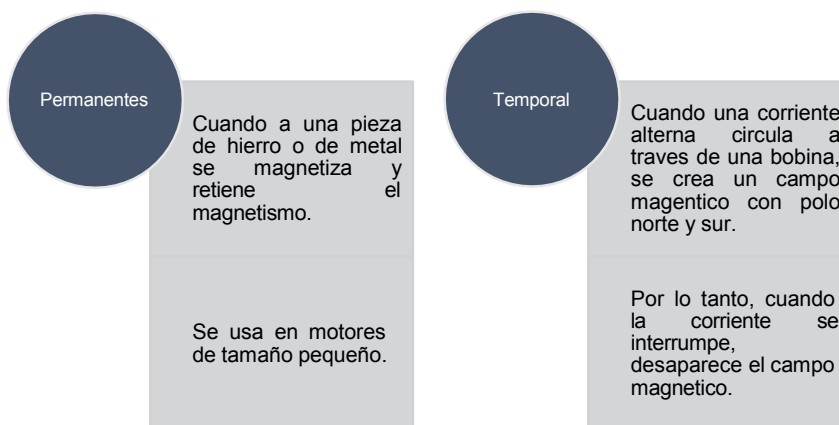 Permanentes
Cuando a una pieza
de hierro o de metal
se magnetiza y
retiene el
magnetismo.
Se usa en motores
de tamaño pequeño.
Temporal
Cuando una corriente
alterna circula a
traves de una bobina,
se crea un campo
magentico con polo
norte y sur.
Por lo tanto, cuando
la corriente se
interrumpe,
desaparece el campo
magnetico.